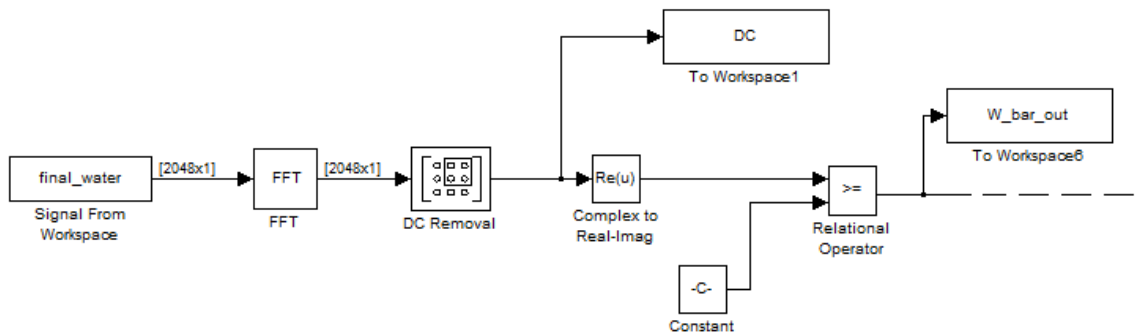 DC
To Workspace1
W_bar_out
To Workspace6
final_water
[2048x1]
FFT
[2048x1]
Re(u)
>=
Signal From
Workspace
FFT
DC Removal
Complex to
Real-Imag
Relational
Operator
-C-
Constant